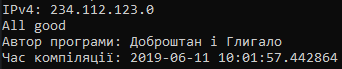 IPv4: 234.112.123.0
All good
Автор програми: Доброштан і Глигало
Час компіляції: 2019-06-11 10:01:57.442864